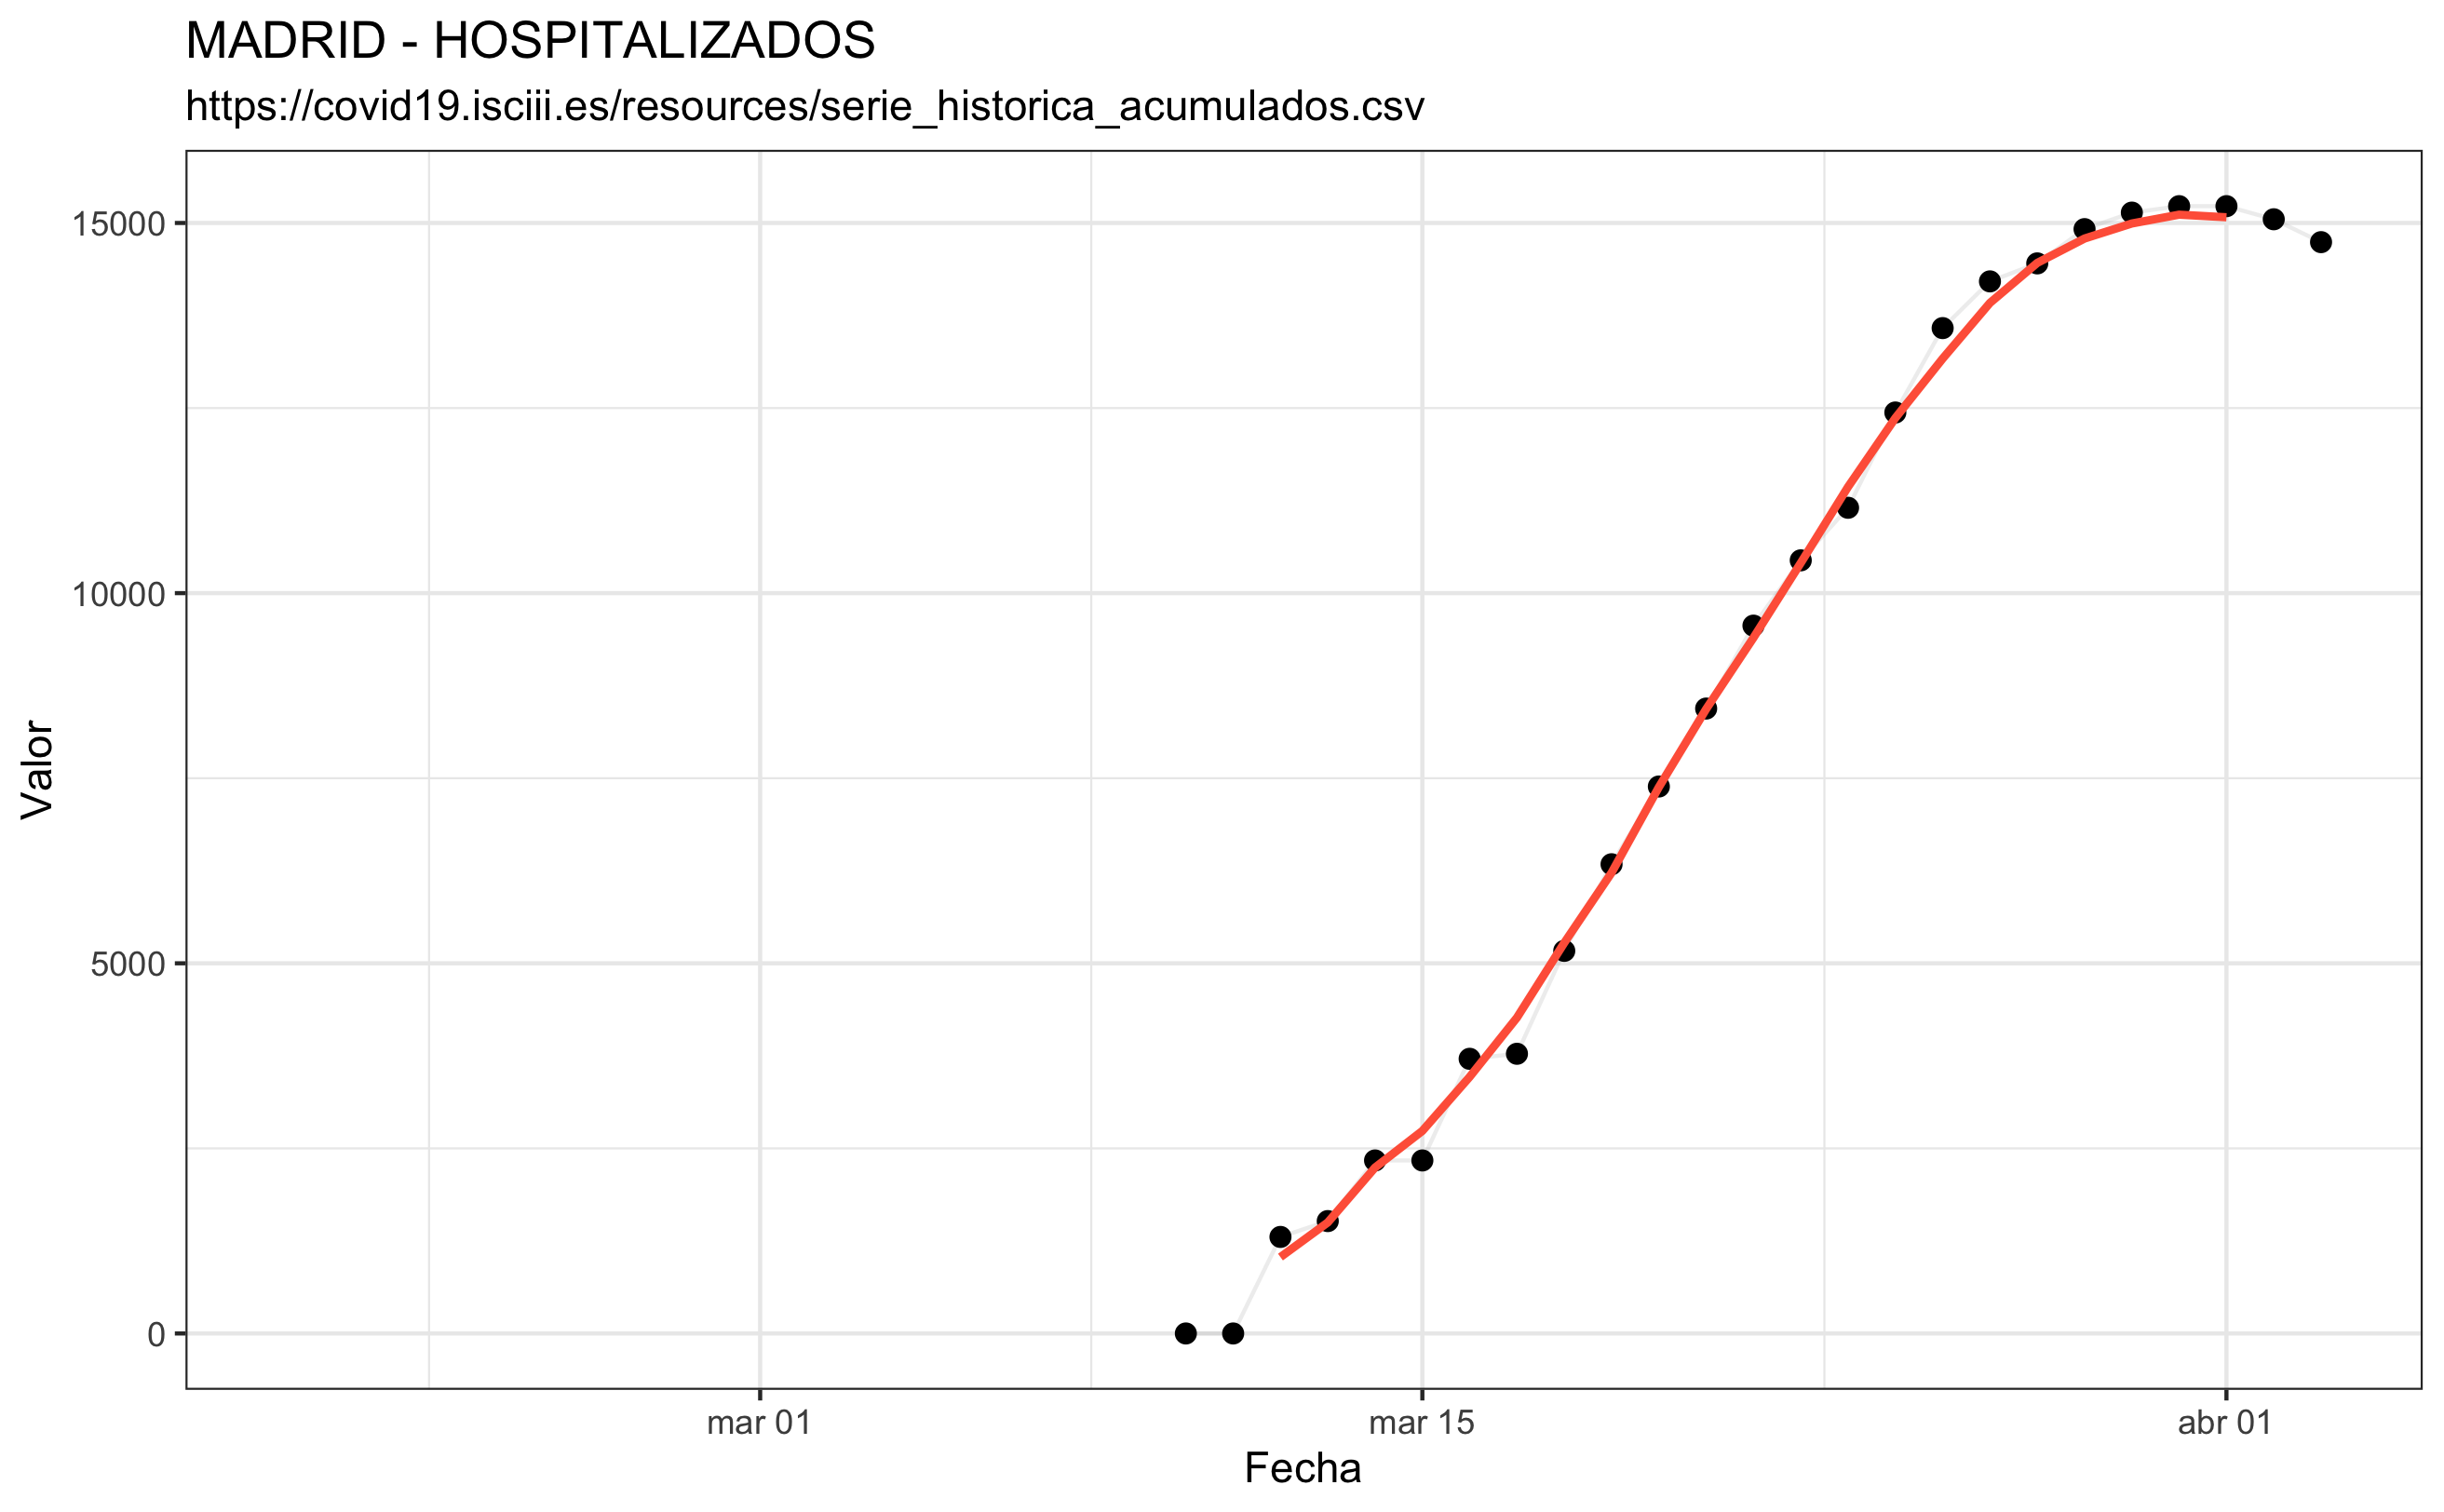 MADRID - HOSPITALIZADOS
https://covid19.isciii.es/resources/serie_historica_acumulados.csv
Valor
15000
10000
5000
0
mar 01
mar 15
abr 01
Fecha